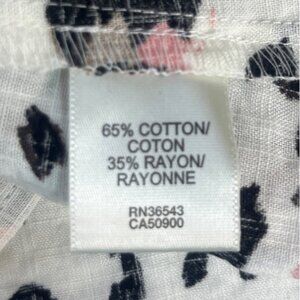 65% COTTON/
COTON
35% RAYON/
RAYONNE
RN36543
CA50900